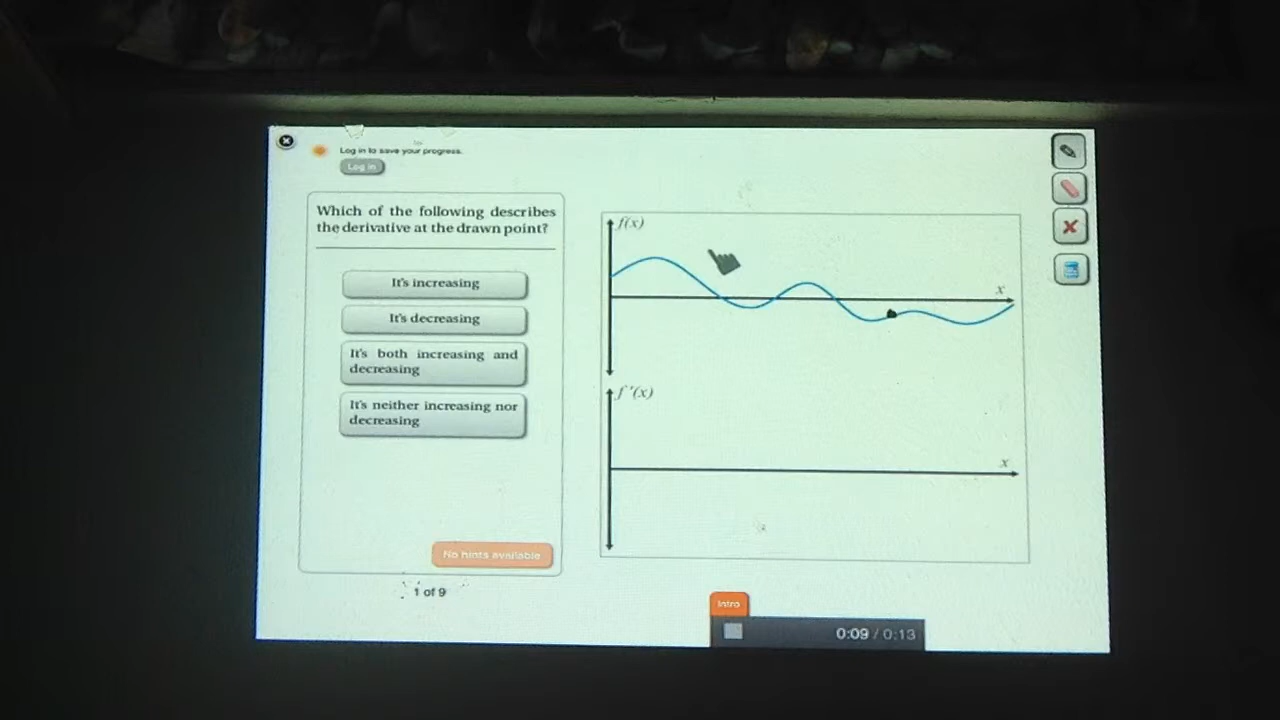 Log in to save your progress.
Log in
Which of the following describes
the derivative at the drawn point?
It's increasing
It's decreasing
It's both increasing and
decreasing
It's neither increasing nor
decreasing
No hints available
1 of 9
f(x)
x
f'(x)
x
Intro
0:09 / 0:13